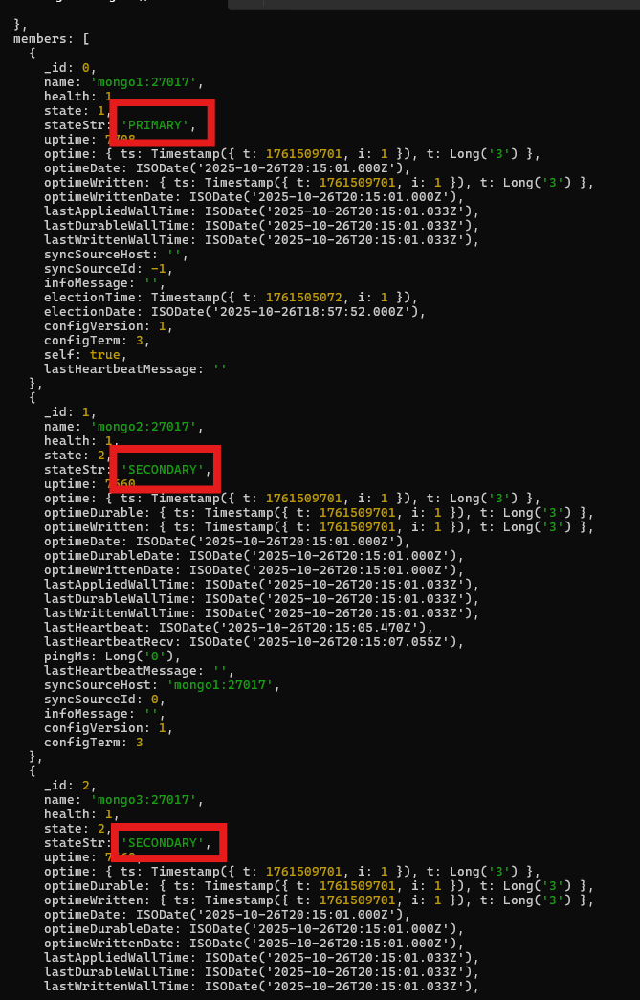 },
members: [
{
_id: 0,
name: 'mongo1:27017',
health: 1,
state: 1,
stateStr: 'PRIMARY',
uptime: 7708,
optime: { ts: Timestamp({ t: 1761509701, i: 1 }), t: Long('3') },
optimeDate: ISODate('2025-10-26T20:15:01.000Z'),
optimeWritten: { ts: Timestamp({ t: 1761509701, i: 1 }), t: Long('3') },
optimeWrittenDate: ISODate('2025-10-26T20:15:01.000Z'),
lastAppliedWallTime: ISODate('2025-10-26T20:15:01.033Z'),
lastDurableWallTime: ISODate('2025-10-26T20:15:01.033Z'),
lastWrittenWallTime: ISODate('2025-10-26T20:15:01.033Z'),
syncSourceHost: '',
syncSourceId: -1,
infoMessage: '',
electionTime: Timestamp({ t: 1761505072, i: 1 }),
electionDate: ISODate('2025-10-26T18:57:52.000Z'),
configVersion: 1,
configTerm: 3,
self: true,
lastHeartbeatMessage: ''
},
{
_id: 1,
name: 'mongo2:27017',
health: 1,
state: 2,
stateStr: 'SECONDARY',
uptime: 7660,
optime: { ts: Timestamp({ t: 1761509701, i: 1 }), t: Long('3') },
optimeDurable: { ts: Timestamp({ t: 1761509701, i: 1 }), t: Long('3') },
optimeWritten: { ts: Timestamp({ t: 1761509701, i: 1 }), t: Long('3') },
optimeDate: ISODate('2025-10-26T20:15:01.000Z'),
optimeDurableDate: ISODate('2025-10-26T20:15:01.000Z'),
optimeWrittenDate: ISODate('2025-10-26T20:15:01.000Z'),
lastAppliedWallTime: ISODate('2025-10-26T20:15:01.033Z'),
lastDurableWallTime: ISODate('2025-10-26T20:15:01.033Z'),
lastWrittenWallTime: ISODate('2025-10-26T20:15:01.033Z'),
lastHeartbeat: ISODate('2025-10-26T20:15:05.470Z'),
lastHeartbeatRecv: ISODate('2025-10-26T20:15:07.055Z'),
pingMs: Long('0'),
lastHeartbeatMessage: '',
syncSourceHost: 'mongo1:27017',
syncSourceId: 0,
infoMessage: '',
configVersion: 1,
configTerm: 3
},
{
_id: 2,
name: 'mongo3:27017',
health: 1,
state: 2,
stateStr: 'SECONDARY',
uptime:
optime: { ts: Timestamp({ t: 1761509701, i: 1 }), t: Long('3') },
optimeDurable: { ts: Timestamp({ t: 1761509701, i: 1 }), t: Long('3') },
optimeWritten: { ts: Timestamp({ t: 1761509701, i: 1 }), t: Long('3') },
optimeDate: ISODate('2025-10-26T20:15:01.000Z'),
optimeDurableDate: ISODate('2025-10-26T20:15:01.000Z'),
optimeWrittenDate: ISODate('2025-10-26T20:15:01.000Z'),
lastAppliedWallTime: ISODate('2025-10-26T20:15:01.033Z'),
lastDurableWallTime: ISODate('2025-10-26T20:15:01.033Z'),
lastWrittenWallTime: ISODate('2025-10-26T20:15:01.033Z'),